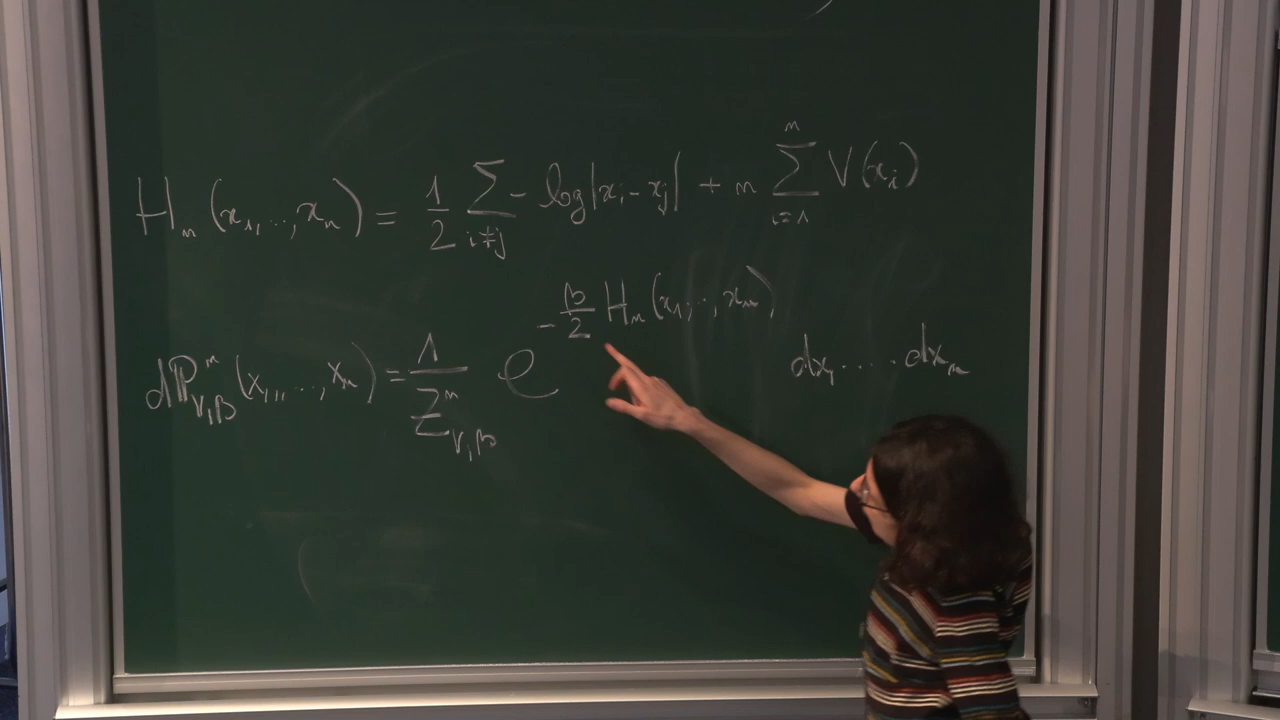 H_n(x_1,...,x_n) = 1/2 ∑_{i≠j} - log|x_i - x_j| + n ∑_{i=1}^{n} V(x_i)
dℙ^n_{V,β}(x_1,,...,x_n) = 1/Z^n_{V,β} e^{-β/2 H_n(x_1,..,x_n)} dx_1.....dx_n